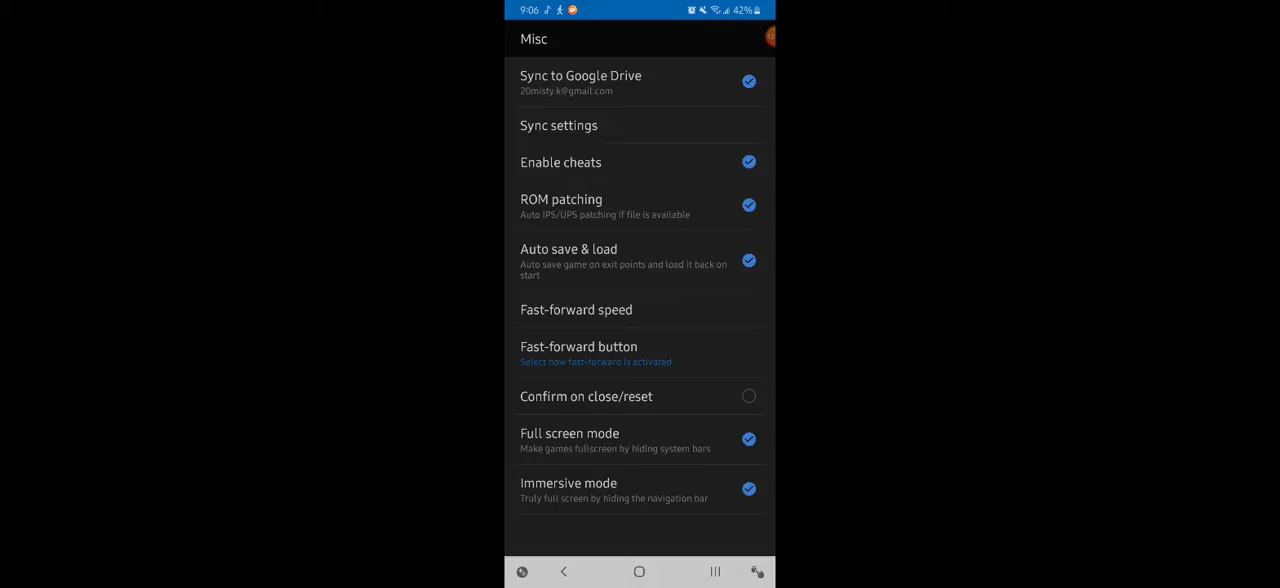 9:06
42%
Misc
Sync to Google Drive
20misty.k@gmail.com
Sync settings
Enable cheats
ROM patching
Auto IPS/UPS patching if file is available
Auto save & load
Auto save game on exit points and load it back on
start
Fast-forward speed
Fast-forward button
Select how fast-forward is activated
Confirm on close/reset
Full screen mode
Make games fullscreen by hiding system bars
Immersive mode
Truly full screen by hiding the navigation bar